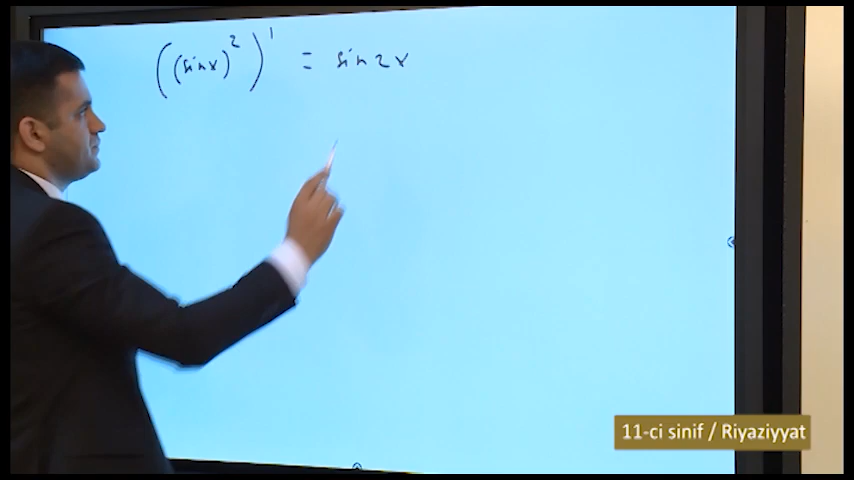 ((sinx)²)' = sin2x
11-ci sinif / Riyaziyyat